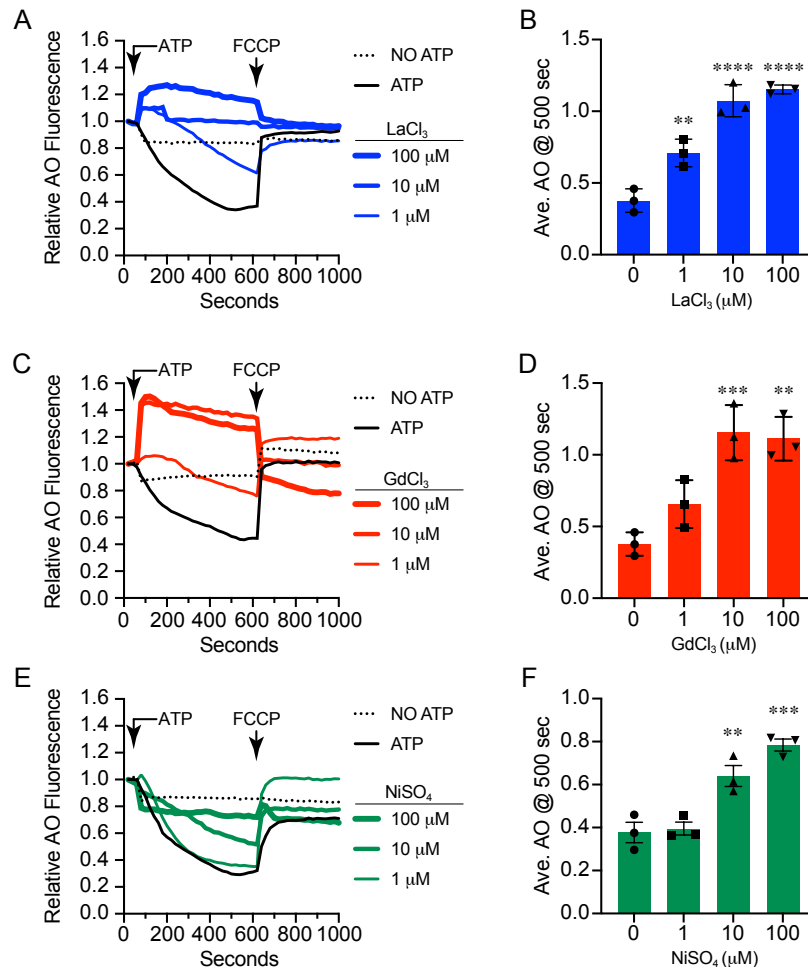 A
ATP
FCCP
Relative AO Fluorescence
1.6
1.4
1.2
1.0
0.8
0.6
0.4
0.2
0.0
0 200 400 600 800 1000
Seconds
NO ATP
ATP
LaCl₃
100 μM
10 μM
1 μM
B
Ave. AO @ 500 sec
1.5
1.0
0.5
0.0
**
****
****
0 1 10 100
LaCl₃ (μM)
C
ATP
FCCP
Relative AO Fluorescence
1.6
1.4
1.2
1.0
0.8
0.6
0.4
0.2
0.0
0 200 400 600 800 1000
Seconds
NO ATP
ATP
GdCl₃
100 μM
10 μM
1 μM
D
Ave. AO @ 500 sec
1.5
1.0
0.5
0.0
***
**
0 1 10 100
GdCl₃ (μM)
E
ATP
FCCP
Relative AO Fluorescence
1.6
1.4
1.2
1.0
0.8
0.6
0.4
0.2
0.0
0 200 400 600 800 1000
Seconds
NO ATP
ATP
NiSO₄
100 μM
10 μM
1 μM
F
Ave. AO @ 500 sec
1.0
0.8
0.6
0.4
0.2
0.0
**
***
0 1 10 100
NiSO₄ (μM)